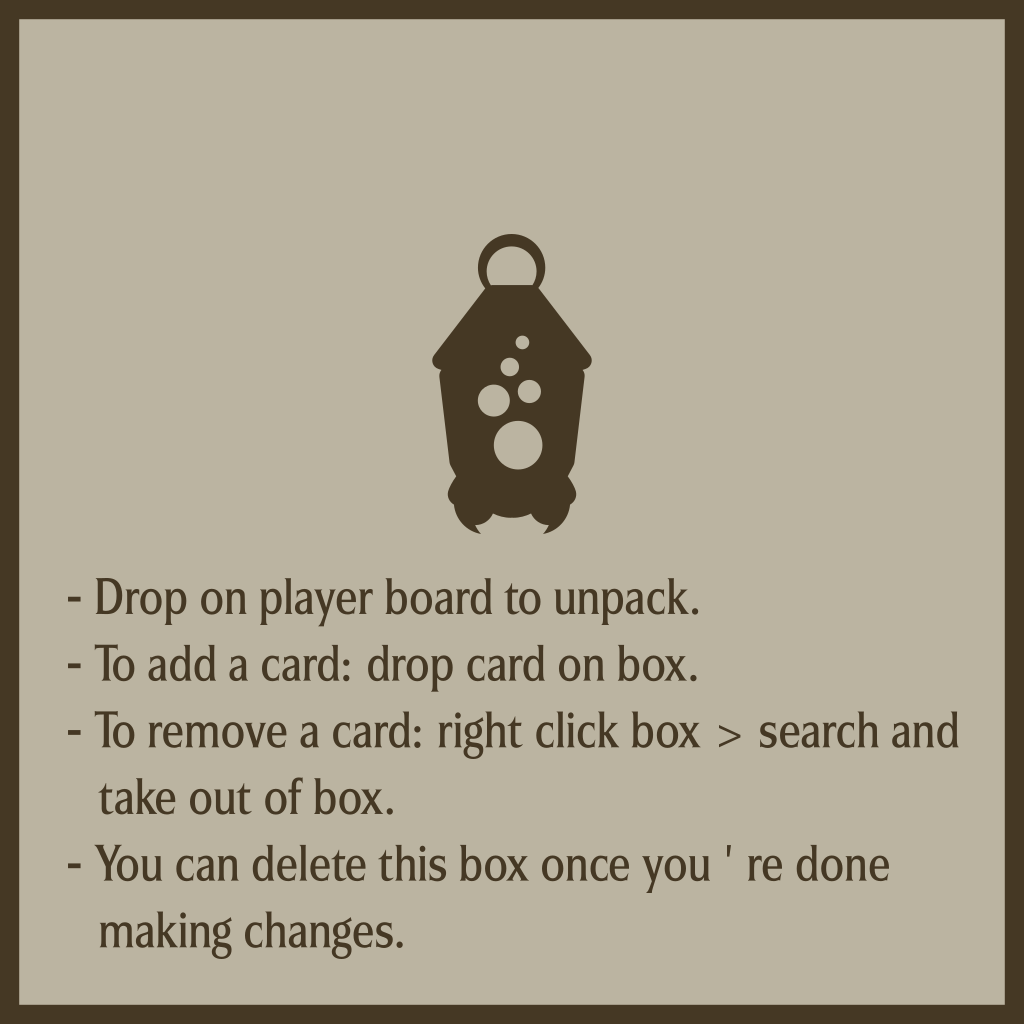 - Drop on player board to unpack.
- To add a card: drop card on box.
- To remove a card: right click box > search and
take out of box.
- You can delete this box once you ' re done
making changes.